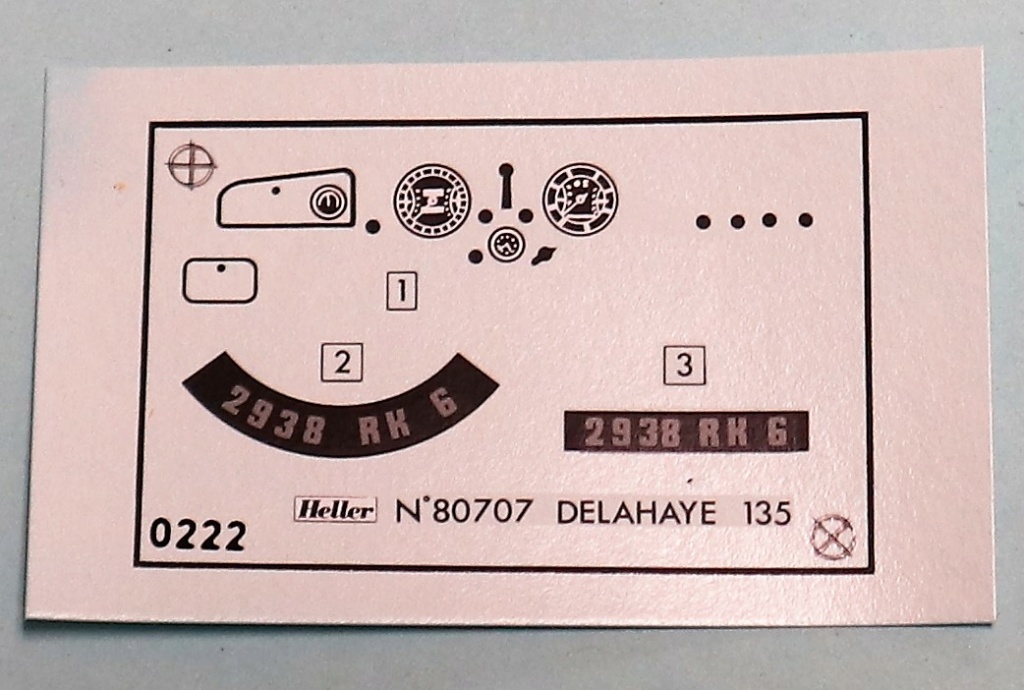 1
2
3
2938 RK 6
2938 RK 6
Heller N°80707 DELAHAYE 135
0222